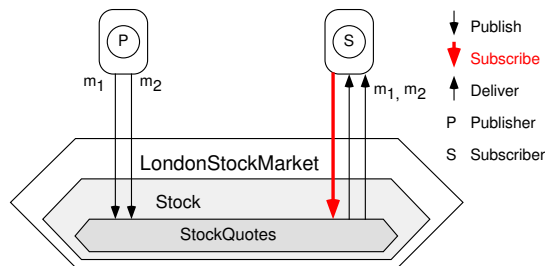 P
S
m1
m2
m1, m2
LondonStockMarket
Stock
StockQuotes
Publish
Subscribe
Deliver
P Publisher
S Subscriber